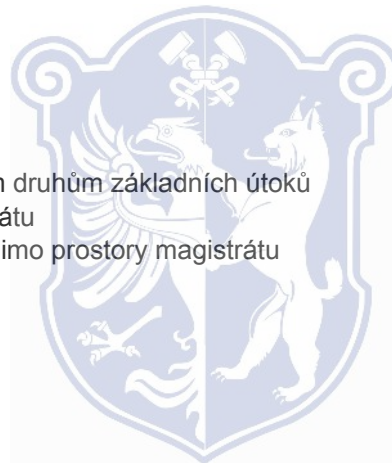 druhům základních útoků
átu
imo prostory magistrátu